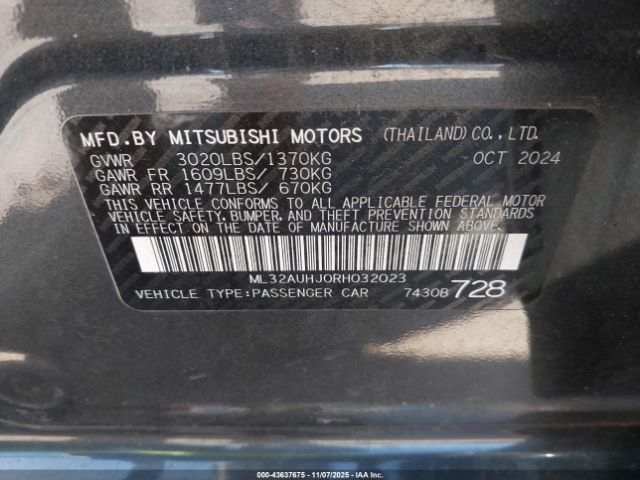 MFD.BY MITSUBISHI MOTORS (THAILAND)CO.,LTD.
GVWR 3020LBS/1370KG OCT 2024
GAWR FR 1609LBS/ 730KG
GAWR RR 1477LBS/ 670KG
THIS VEHICLE CONFORMS TO ALL APPLICABLE FEDERAL MOTOR
VEHICLE SAFETY, BUMPER, AND THEFT PREVENTION STANDARDS
IN EFFECT ON THE DATE OF MANUFACTURE SHOWN ABOVE.
ML32AUHJ0RH032023
VEHICLE TYPE:PASSENGER CAR 7430B 728
000-43637675 - 11/07/2025 - IAA Inc.